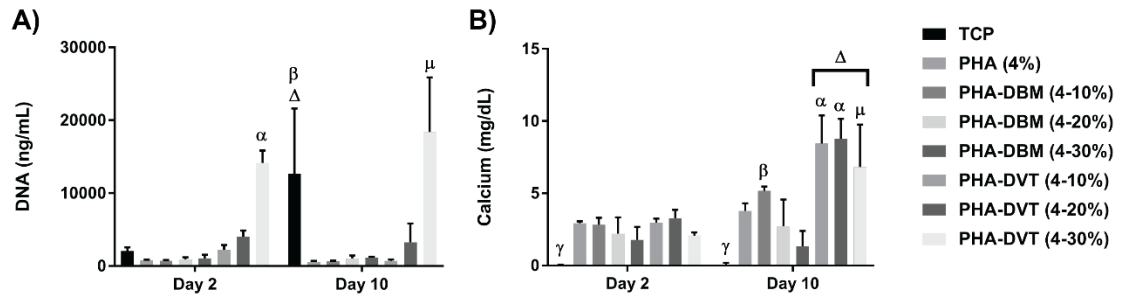 A)
30000
20000
10000
0
DNA (ng/mL)
α
β
Δ
μ
Day 2
Day 10
B)
15
10
5
0
Calcium (mg/dL)
γ
γ
β
Δ
α
α
μ
Day 2
Day 10
TCP
PHA (4%)
PHA-DBM (4-10%)
PHA-DBM (4-20%)
PHA-DBM (4-30%)
PHA-DVT (4-10%)
PHA-DVT (4-20%)
PHA-DVT (4-30%)